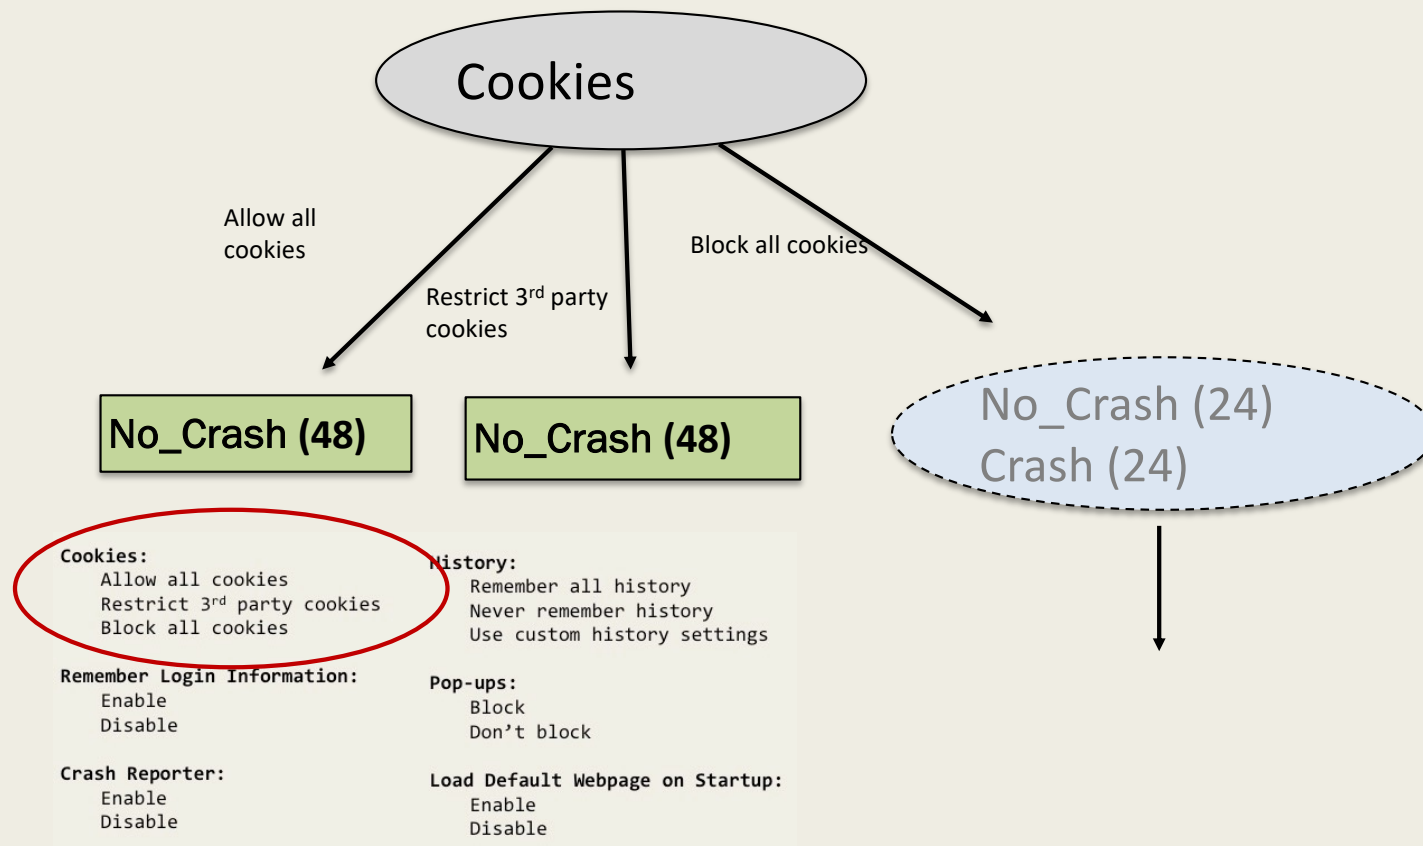 Cookies
Allow all
cookies
Block all cookies
Restrict 3rd party
cookies
No_Crash (48)
No_Crash (48)
No_Crash (24)
Crash (24)
Cookies:
Allow all cookies
Restrict 3rd party cookies
Block all cookies
Remember Login Information:
Enable
Disable
Crash Reporter:
Enable
Disable
History:
Remember all history
Never remember history
Use custom history settings
Pop-ups:
Block
Don’t block
Load Default Webpage on Startup:
Enable
Disable